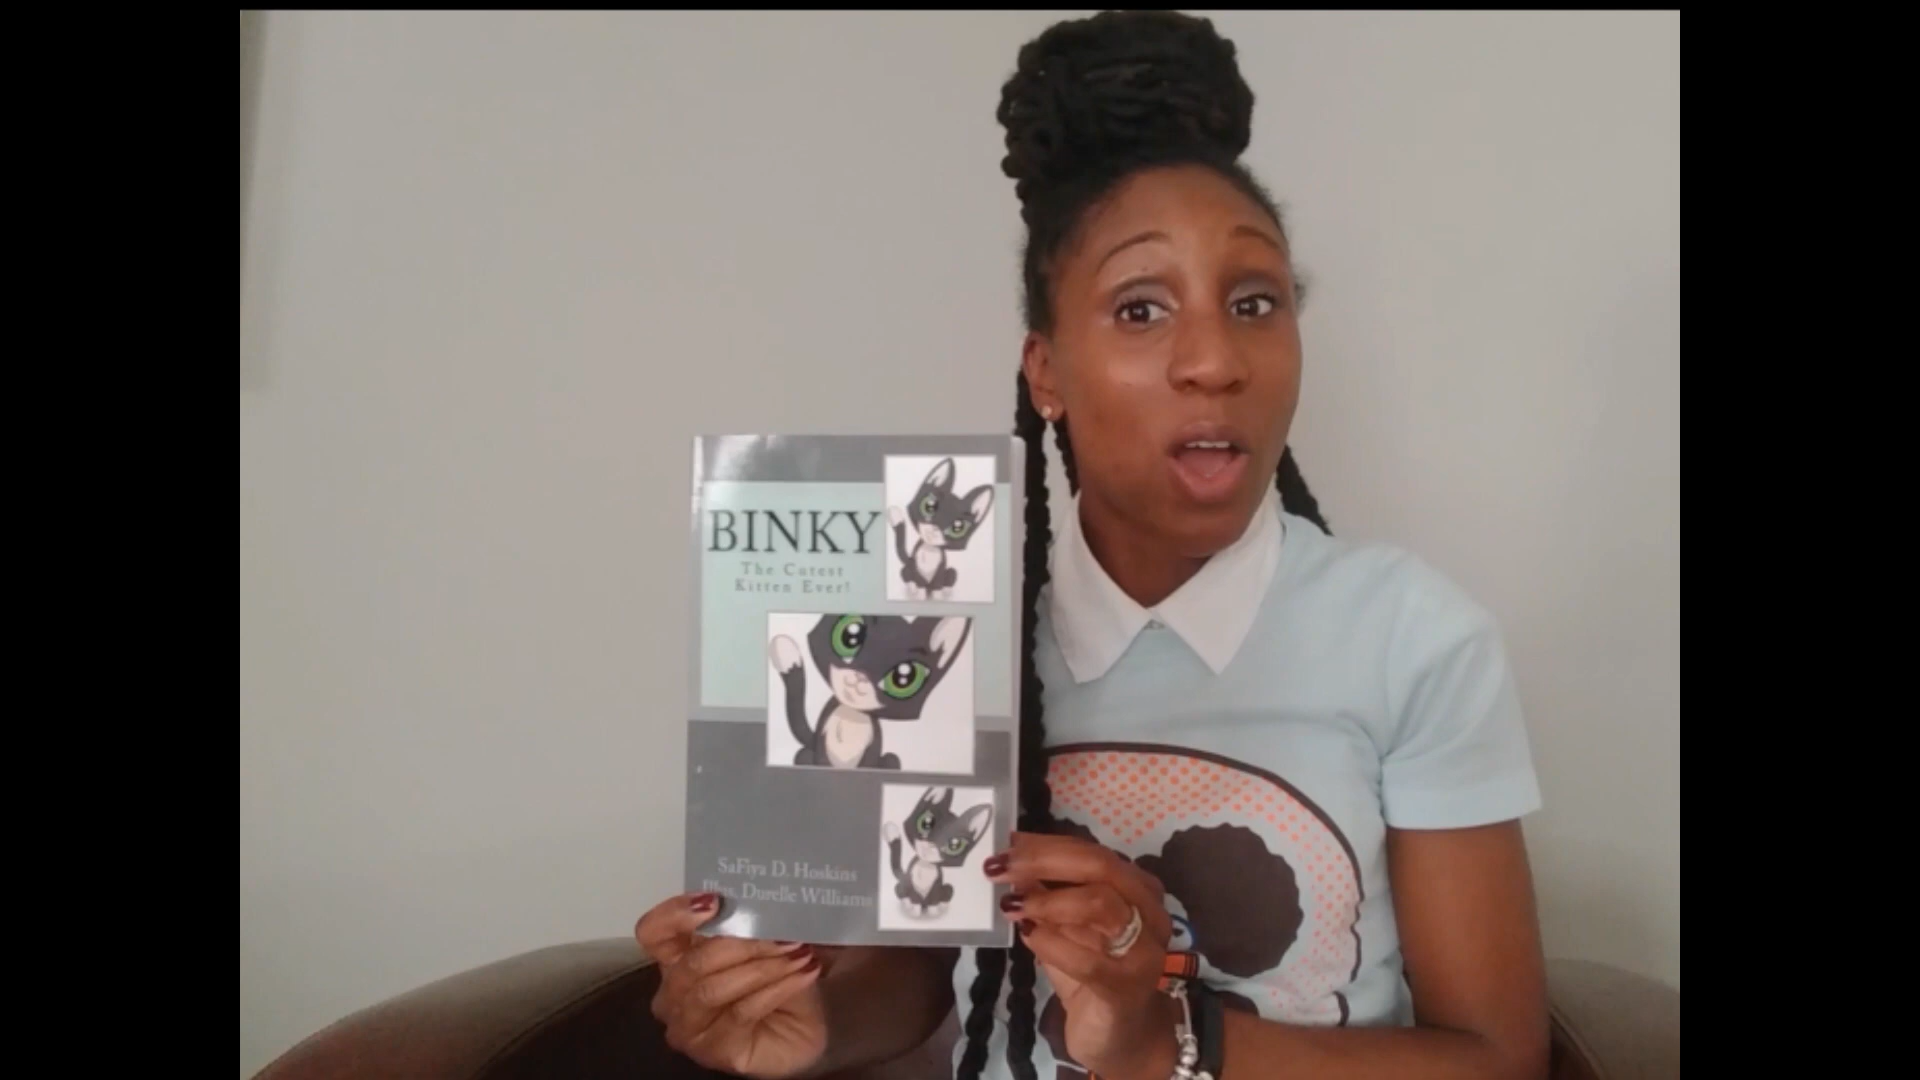 BINKY
The Cutest
Kitten Ever!
SaFiya D. Hoskins
Illus. Durelle Williams